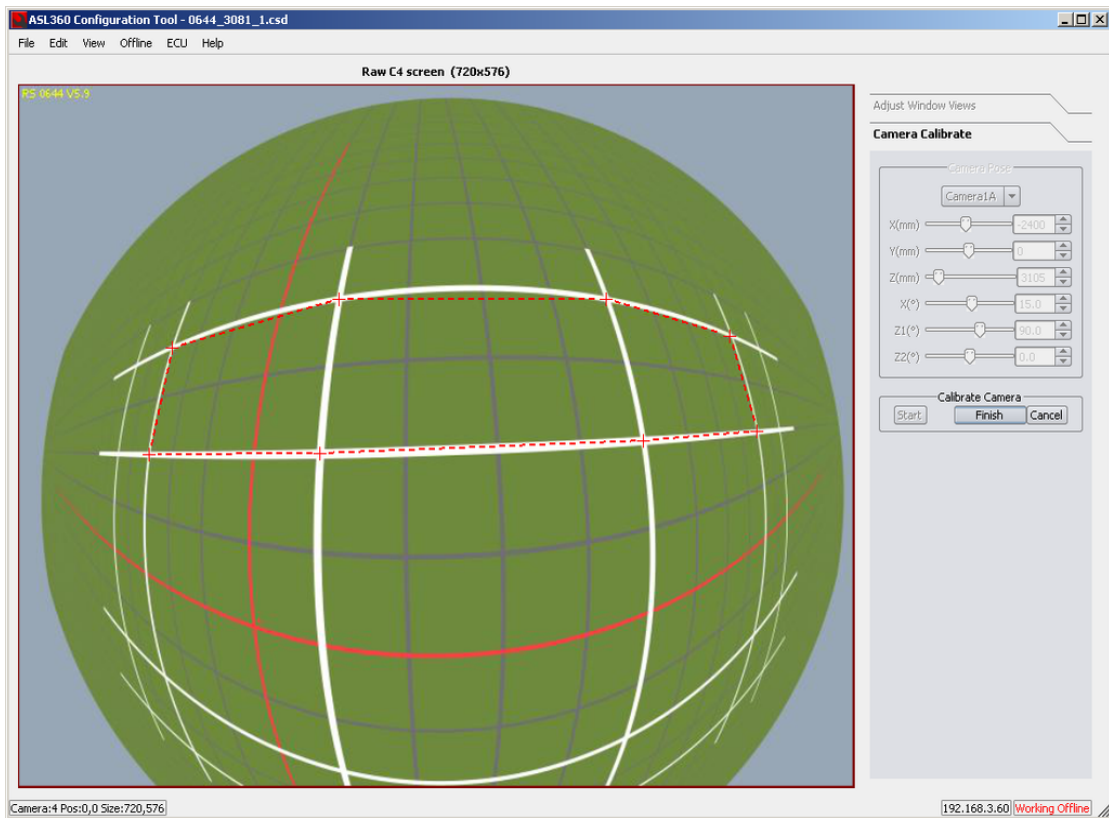 ASL360 Configuration Tool - 0644_3081_1.csd
File Edit View Offline ECU Help
Raw C4 screen (720x576)
RS 0644 V5.9
Adjust Window Views
Camera Calibrate
Camera Pose
Camera1A
X(mm) -2400
Y(mm) 0
Z(mm) 3105
X(°) 15.0
Z1(°) 90.0
Z2(°) 0.0
Calibrate Camera
Start Finish Cancel
Camera:4 Pos:0,0 Size:720,576
192.168.3.60 Working Offline